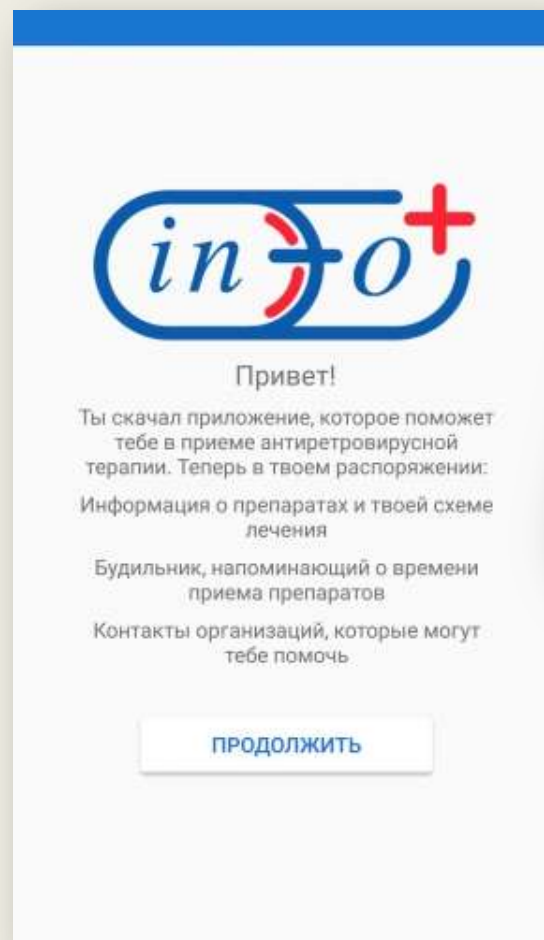 info+
Привет!
Ты скачал приложение, которое поможет
тебе в приеме антиретровирусной
терапии. Теперь в твоем распоряжении:
Информация о препаратах и твоей схеме
лечения
Будильник, напоминающий о времени
приема препаратов
Контакты организаций, которые могут
тебе помочь
ПРОДОЛЖИТЬ